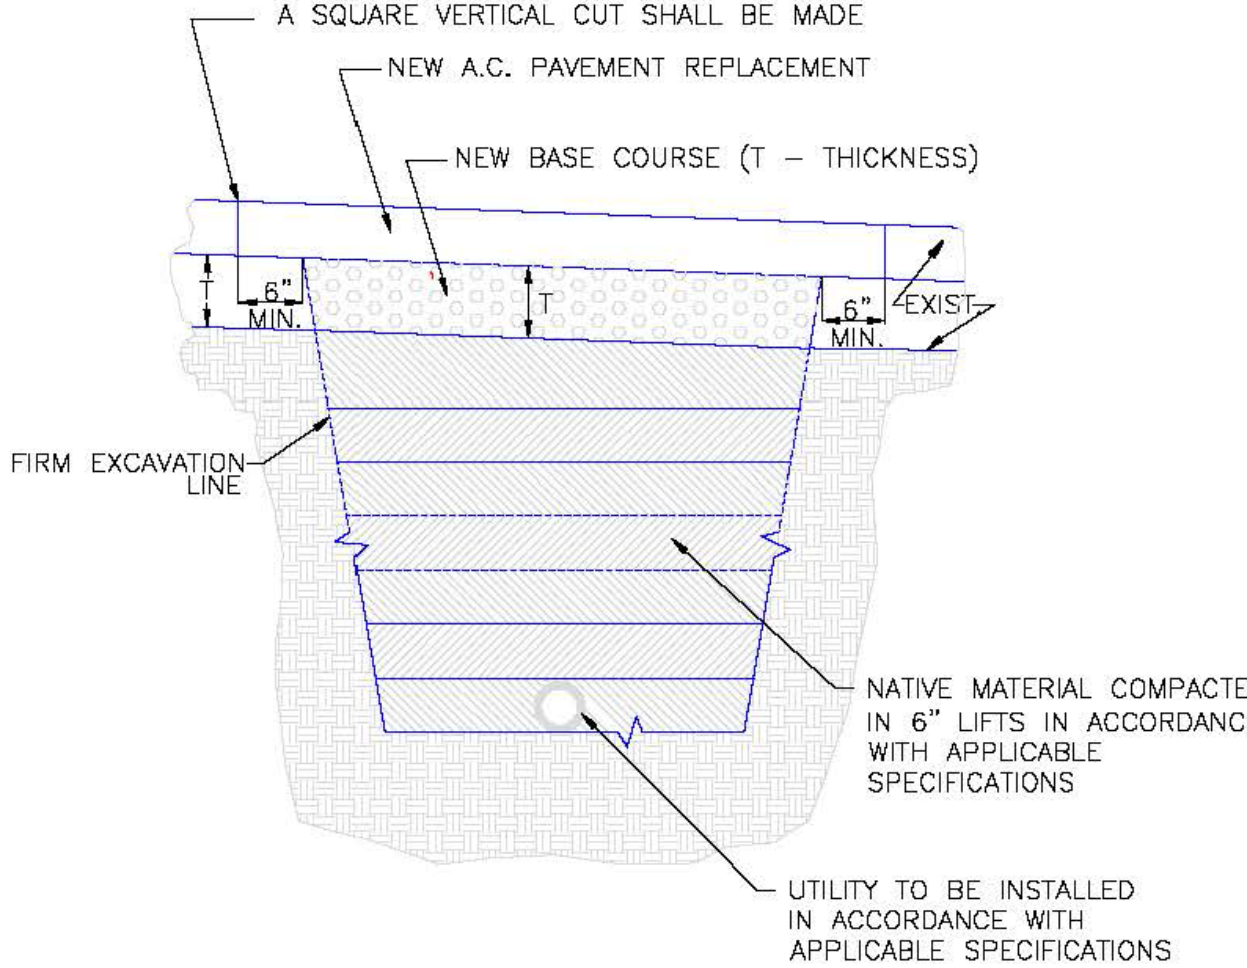 A SQUARE VERTICAL CUT SHALL BE MADE
NEW A.C. PAVEMENT REPLACEMENT
NEW BASE COURSE (T – THICKNESS)
T
6"
MIN.
T
6"
MIN.
EXIST.
FIRM EXCAVATION
LINE
NATIVE MATERIAL COMPACTE
IN 6" LIFTS IN ACCORDANC
WITH APPLICABLE
SPECIFICATIONS
UTILITY TO BE INSTALLED
IN ACCORDANCE WITH
APPLICABLE SPECIFICATIONS